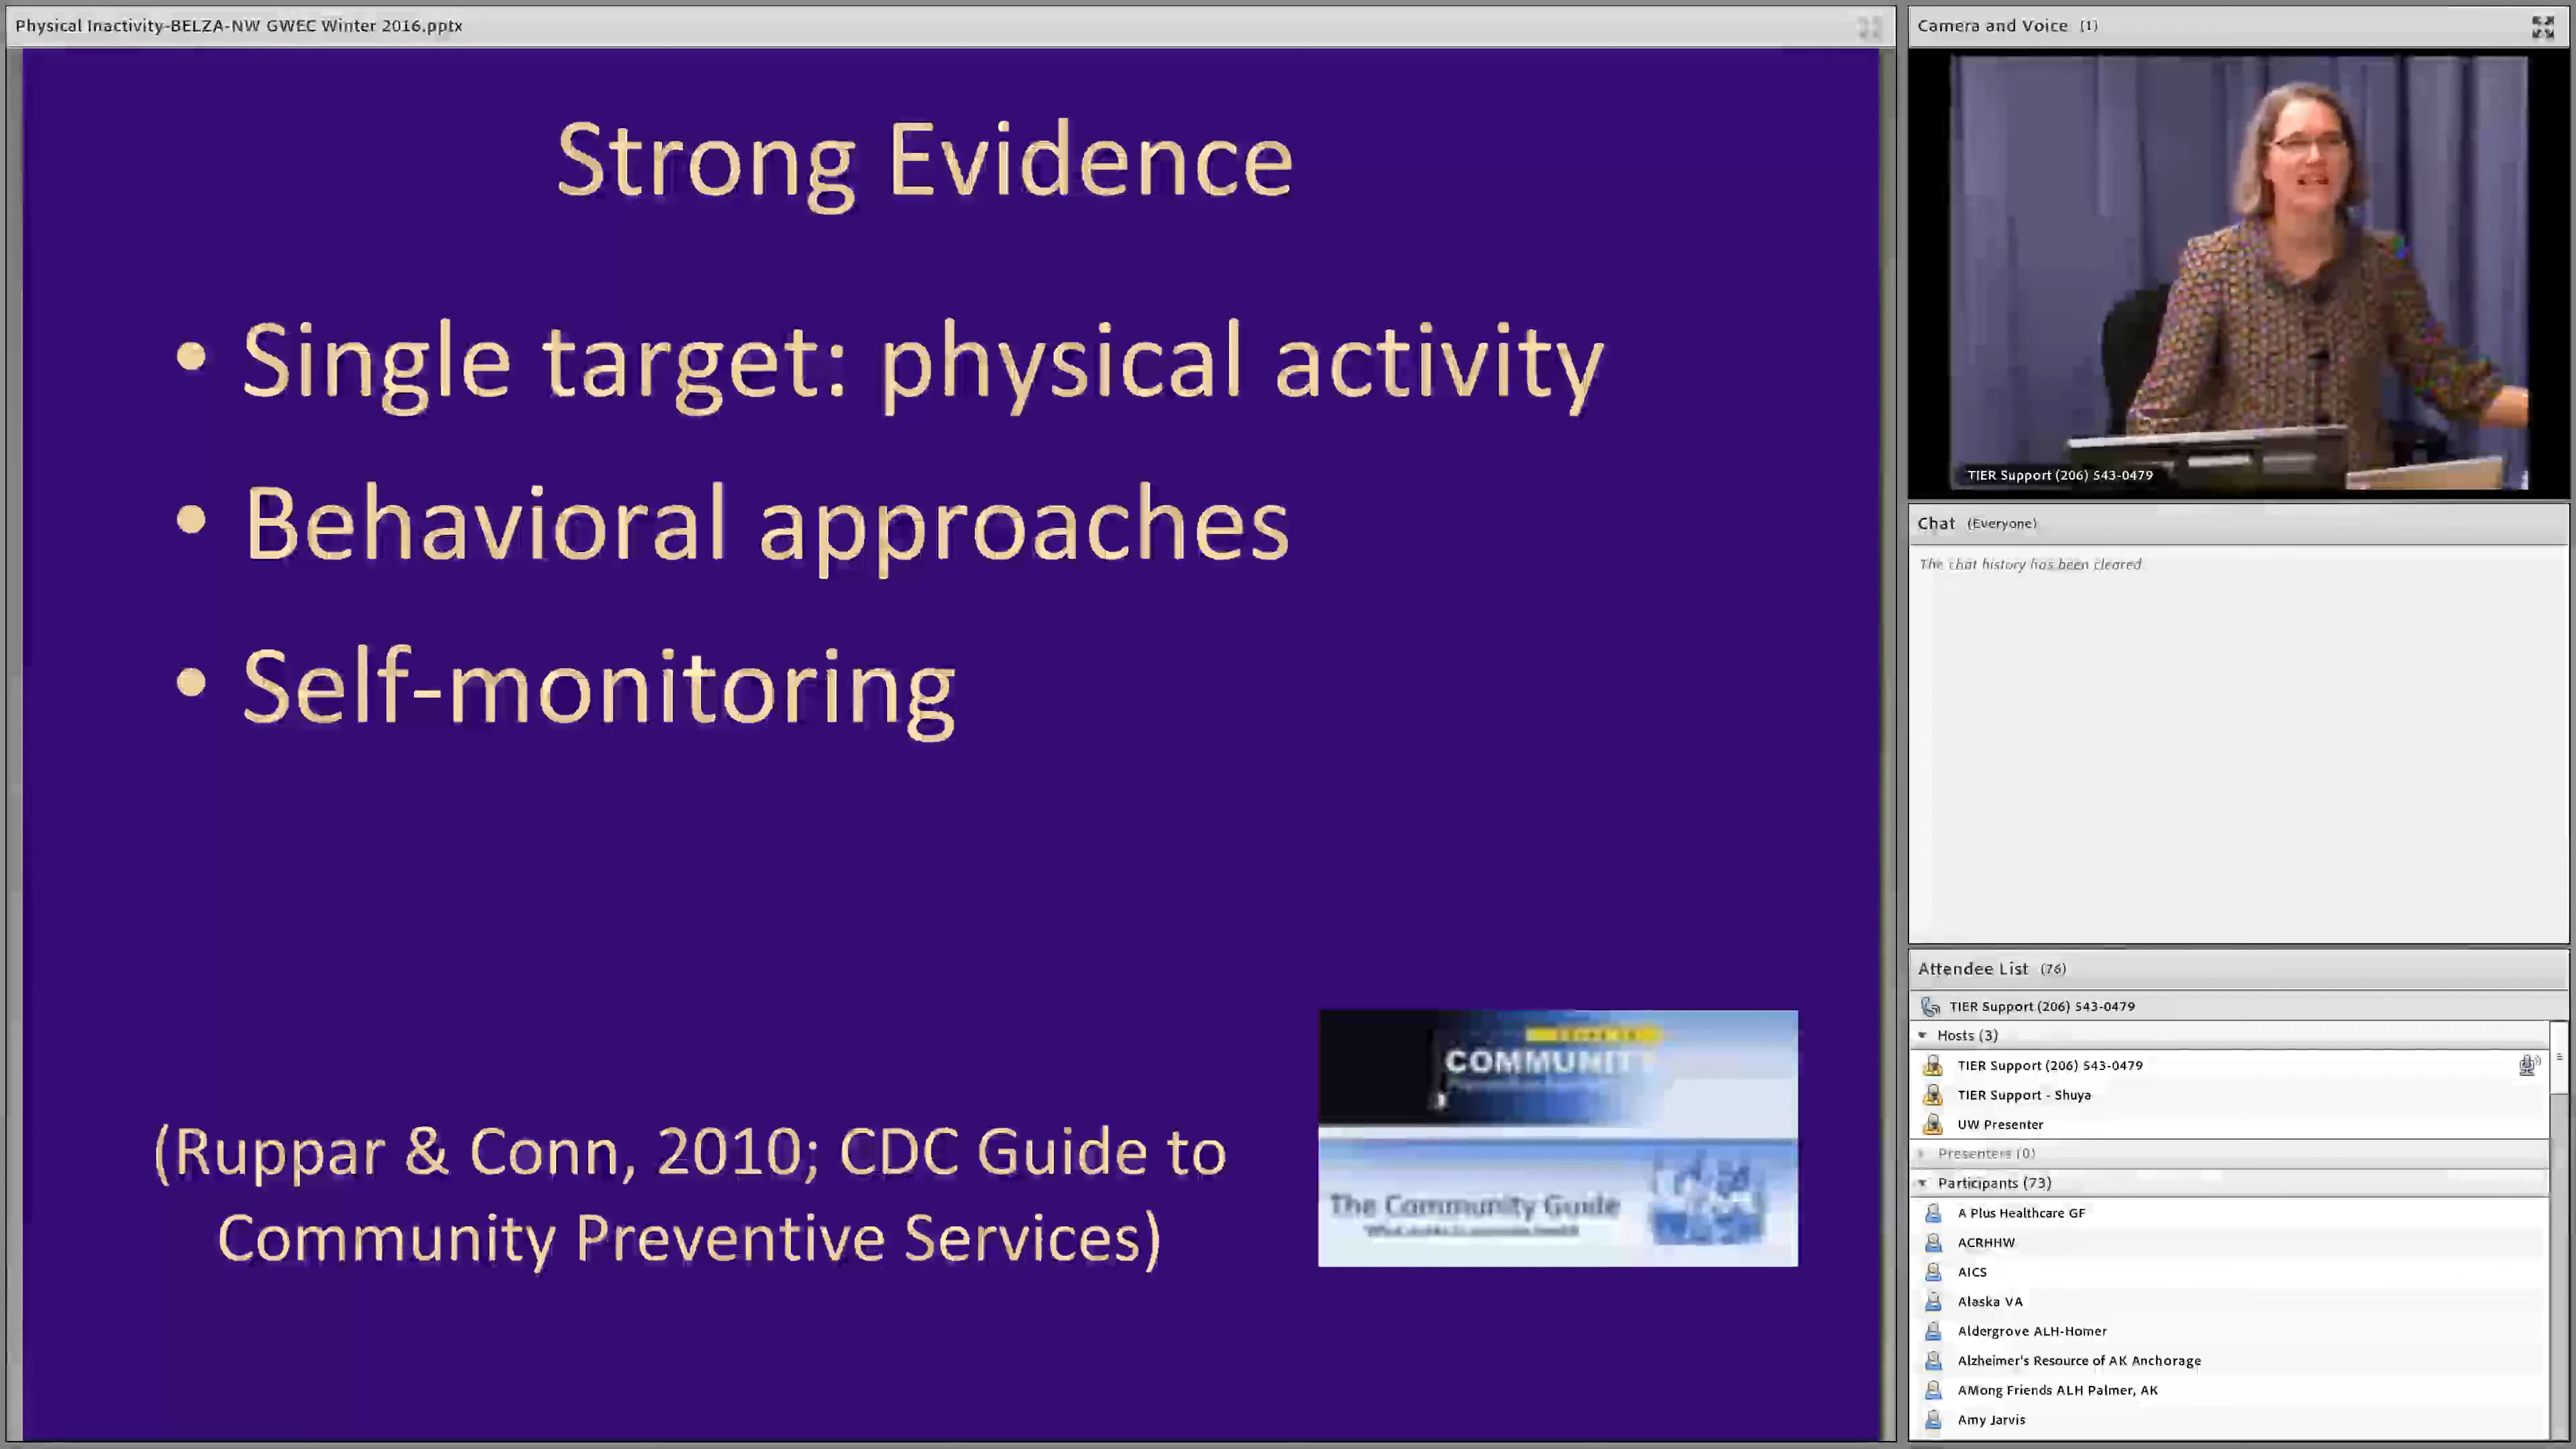 Physical Inactivity-BELZA-NW GWEC Winter 2016.pptx
Strong Evidence
• Single target: physical activity
• Behavioral approaches
• Self-monitoring
(Ruppar & Conn, 2010; CDC Guide to
Community Preventive Services)
COMMUNITY
The Community Guide
Camera and Voice (1)
TIER Support (206) 543-0479
Chat (Everyone)
The chat history has been cleared
Attendee List (76)
TIER Support (206) 543-0479
Hosts (3)
TIER Support (206) 543-0479
TIER Support - Shuya
UW Presenter
Presenters (0)
Participants (73)
A Plus Healthcare GF
ACRHHW
AICS
Alaska VA
Aldergrove ALH-Homer
Alzheimer's Resource of AK Anchorage
AMong Friends ALH Palmer, AK
Amy Jarvis